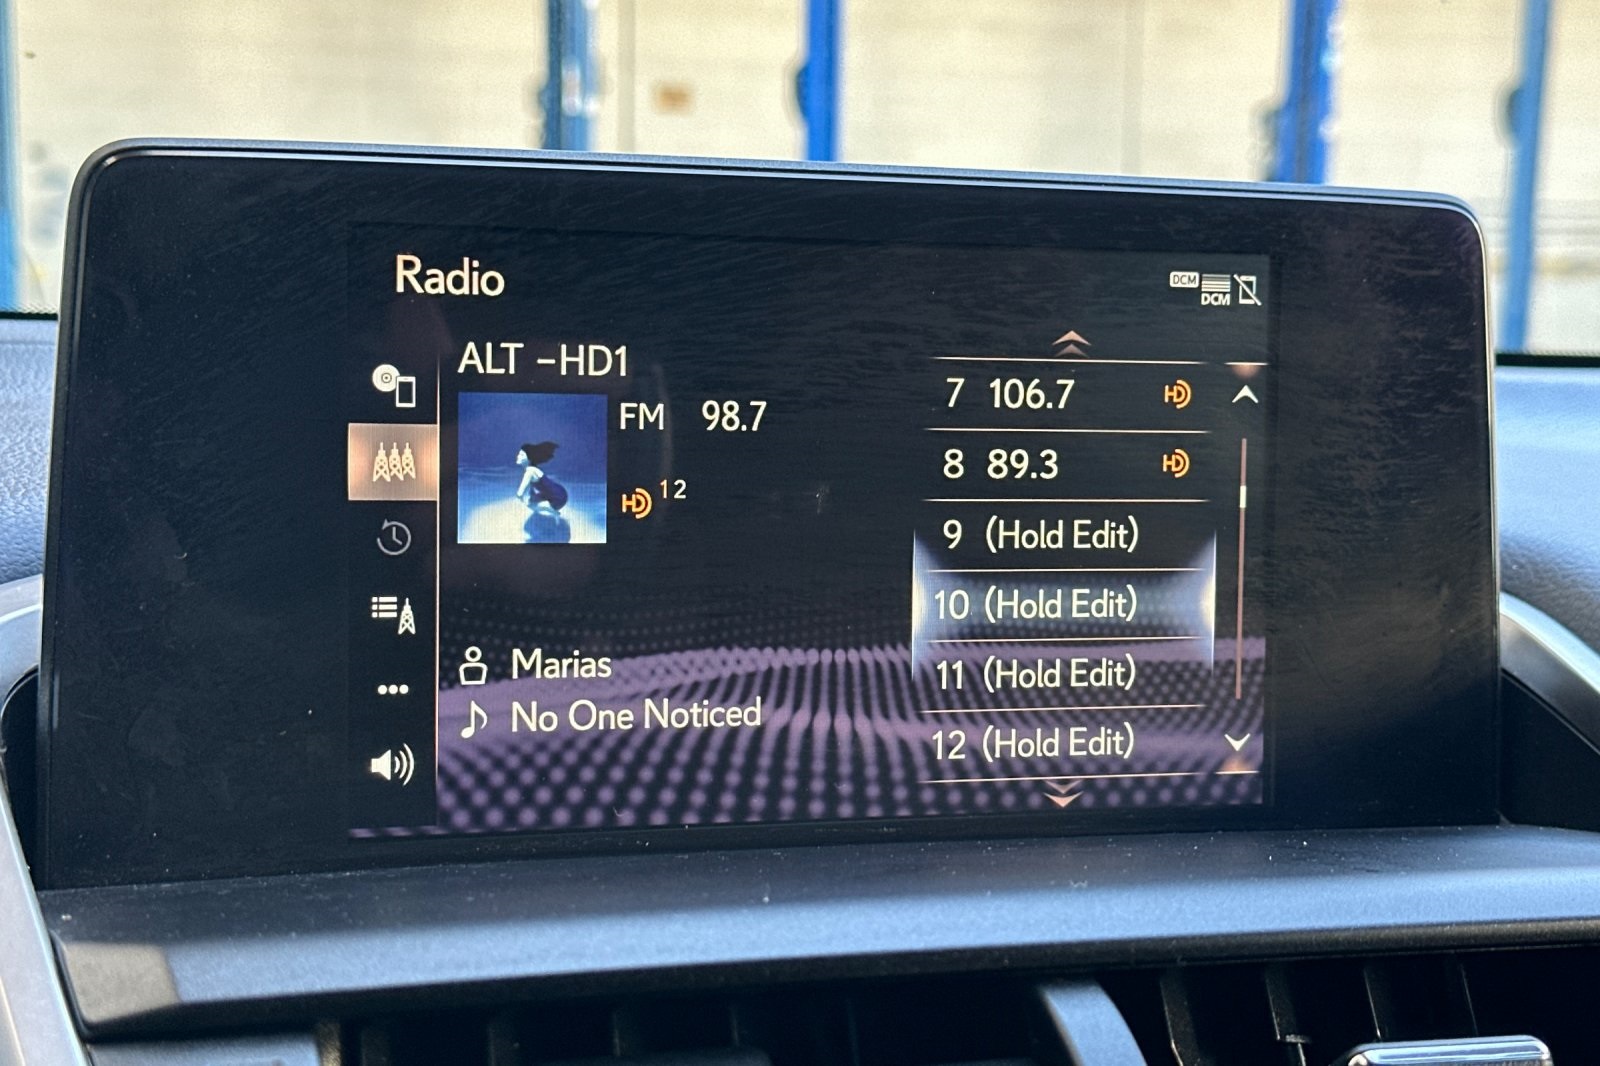 Radio
DCM
DCM
ALT -HD1
FM 98.7
HD 1 2
Marias
No One Noticed
7 106.7 HD
8 89.3 HD
9 (Hold Edit)
10 (Hold Edit)
11 (Hold Edit)
12 (Hold Edit)